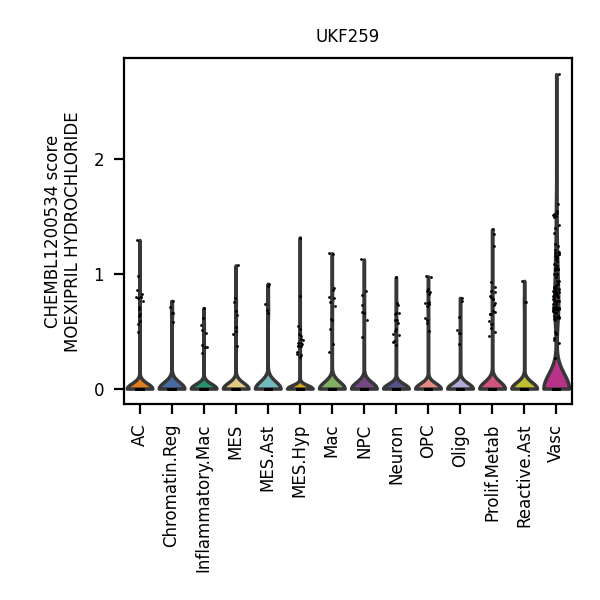 UKF259
CHEMBL1200534 score
MOEXIPRIL HYDROCHLORIDE
2
1
0
AC
Chromatin.Reg
Inflammatory.Mac
MES
MES.Ast
MES.Hyp
Mac
NPC
Neuron
OPC
Oligo
Prolif.Metab
Reactive.Ast
Vasc